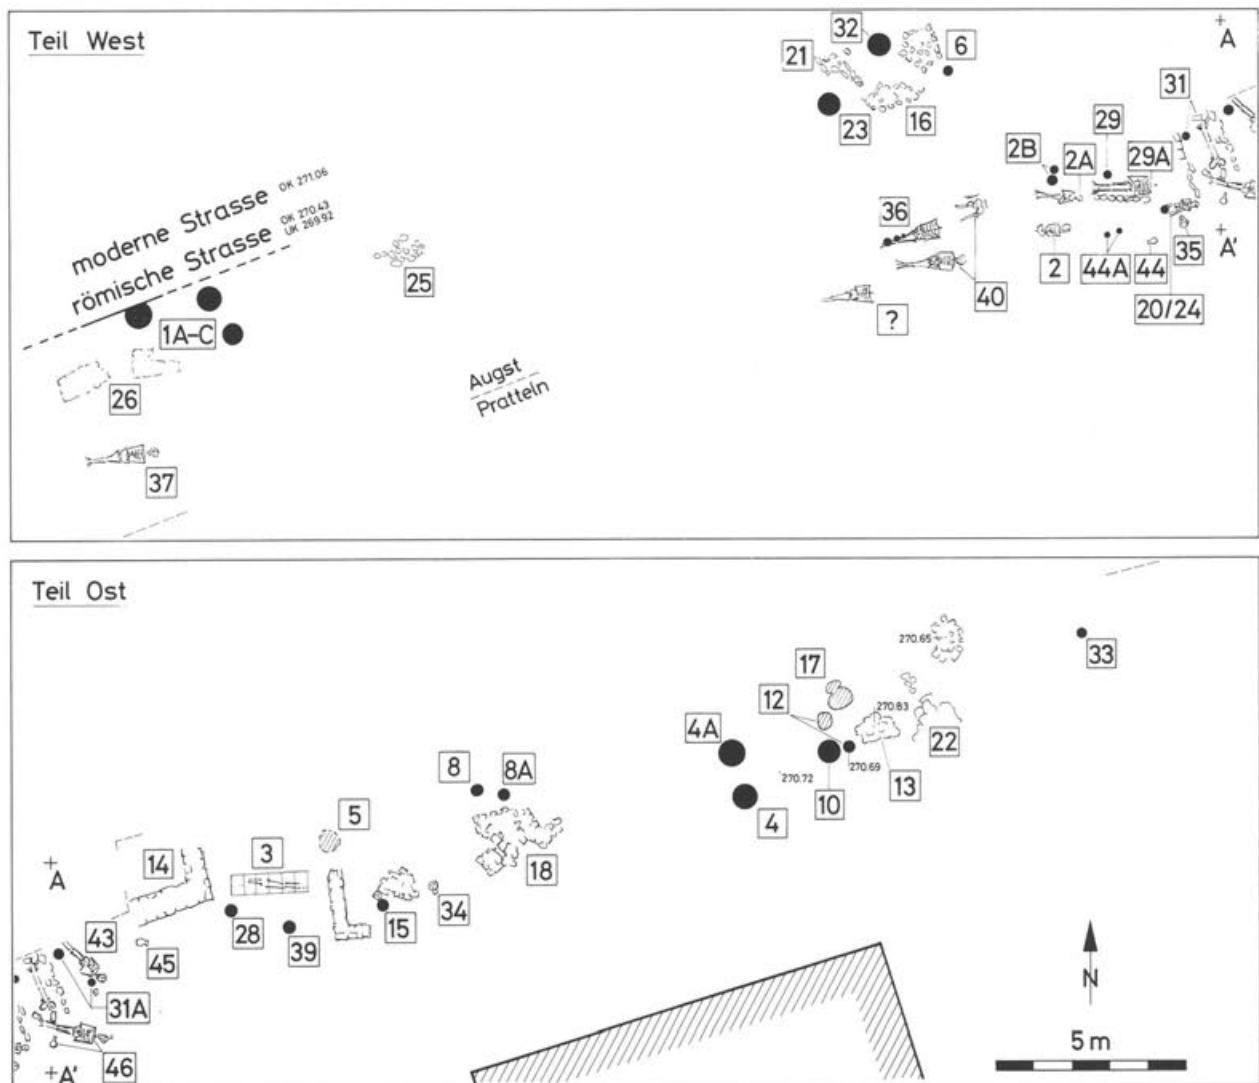 Teil West
32
6
21
23
16
A
31
29
2B
2A
29A
36
2
44A
44
35
A'
40
20/24
?
moderne Strasse OK 271.06
römische Strasse OK 270.43
UK 269.92
25
1A-C
26
37
Augst
Pratteln
Teil Ost
33
270.65
17
12
270.83
22
4A
270.69
13
270.72
10
4
8
8A
5
3
14
18
A
15
34
28
39
43
45
31A
46
A'
N
5 m